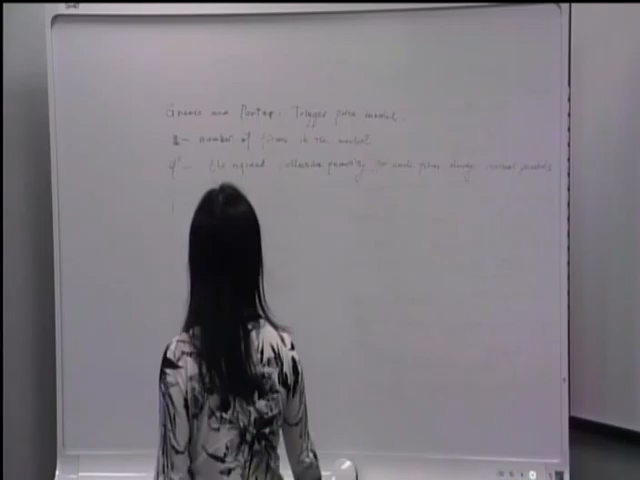 Green and Porter: Trigger price model.
n - number of firms in the market
q* - the agreed collusive quantity for each firm during normal periods